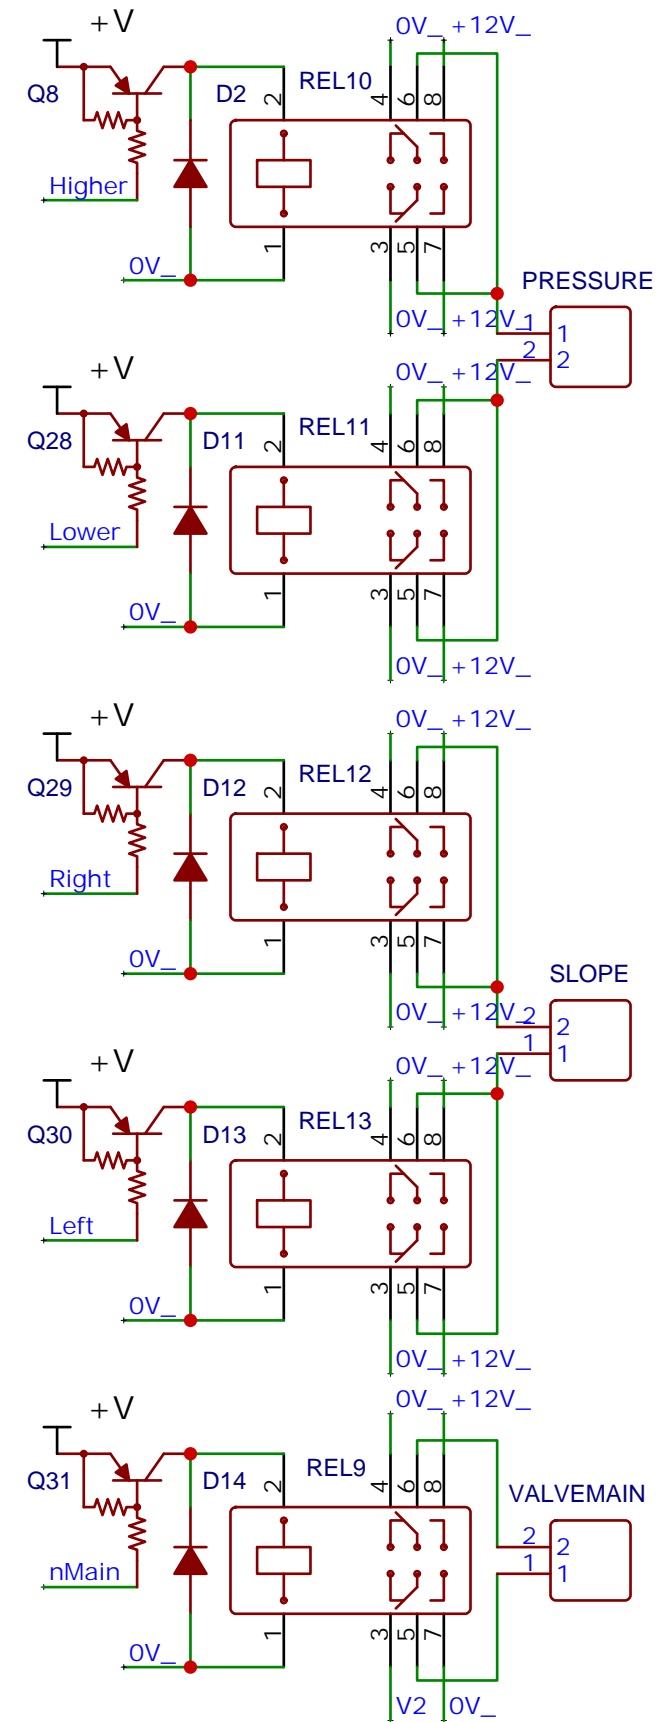 +V
0V_ +12V_
Q8 D2 2 REL10 4 6 8
Higher
0V_ 1 3 5 7
PRESSURE
0V_ +12V_ 1 1
2 2
+V 0V_ +12V_
Q28 D11 2 REL11 4 6 8
Lower
0V_ 1 3 5 7
0V_ +12V_
+V 0V_ +12V_
Q29 D12 2 REL12 4 6 8
Right
0V_ 1 3 5 7
SLOPE
0V_ +12V_ 2 2
1 1
+V 0V_ +12V_
Q30 D13 2 REL13 4 6 8
Left
0V_ 1 3 5 7
0V_ +12V_
+V 0V_ +12V_
Q31 D14 2 REL9 4 6 8
VALVEMAIN
2 2
nMain 1 1
0V_ 1 3 5 7
V2 0V_